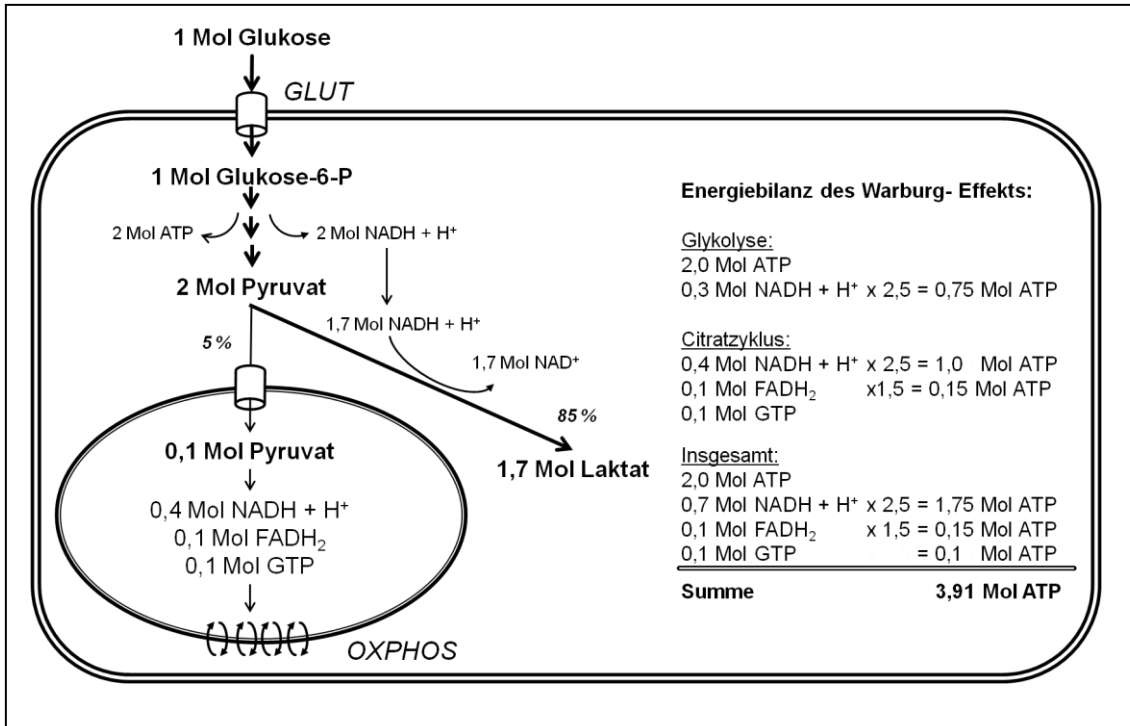 1 Mol Glukose
GLUT
1 Mol Glukose-6-P
2 Mol ATP
2 Mol NADH + H⁺
2 Mol Pyruvat
5 %
1,7 Mol NADH + H⁺
1,7 Mol NAD⁺
85 %
1,7 Mol Laktat
0,1 Mol Pyruvat
0,4 Mol NADH + H⁺
0,1 Mol FADH₂
0,1 Mol GTP
OXPHOS
Energiebilanz des Warburg- Effekts:
Glykolyse:
2,0 Mol ATP
0,3 Mol NADH + H⁺ x 2,5 = 0,75 Mol ATP
Citratzyklus:
0,4 Mol NADH + H⁺ x 2,5 = 1,0 Mol ATP
0,1 Mol FADH₂ x1,5 = 0,15 Mol ATP
0,1 Mol GTP
Insgesamt:
2,0 Mol ATP
0,7 Mol NADH + H⁺ x 2,5 = 1,75 Mol ATP
0,1 Mol FADH₂ x 1,5 = 0,15 Mol ATP
0,1 Mol GTP = 0,1 Mol ATP
Summe 3,91 Mol ATP